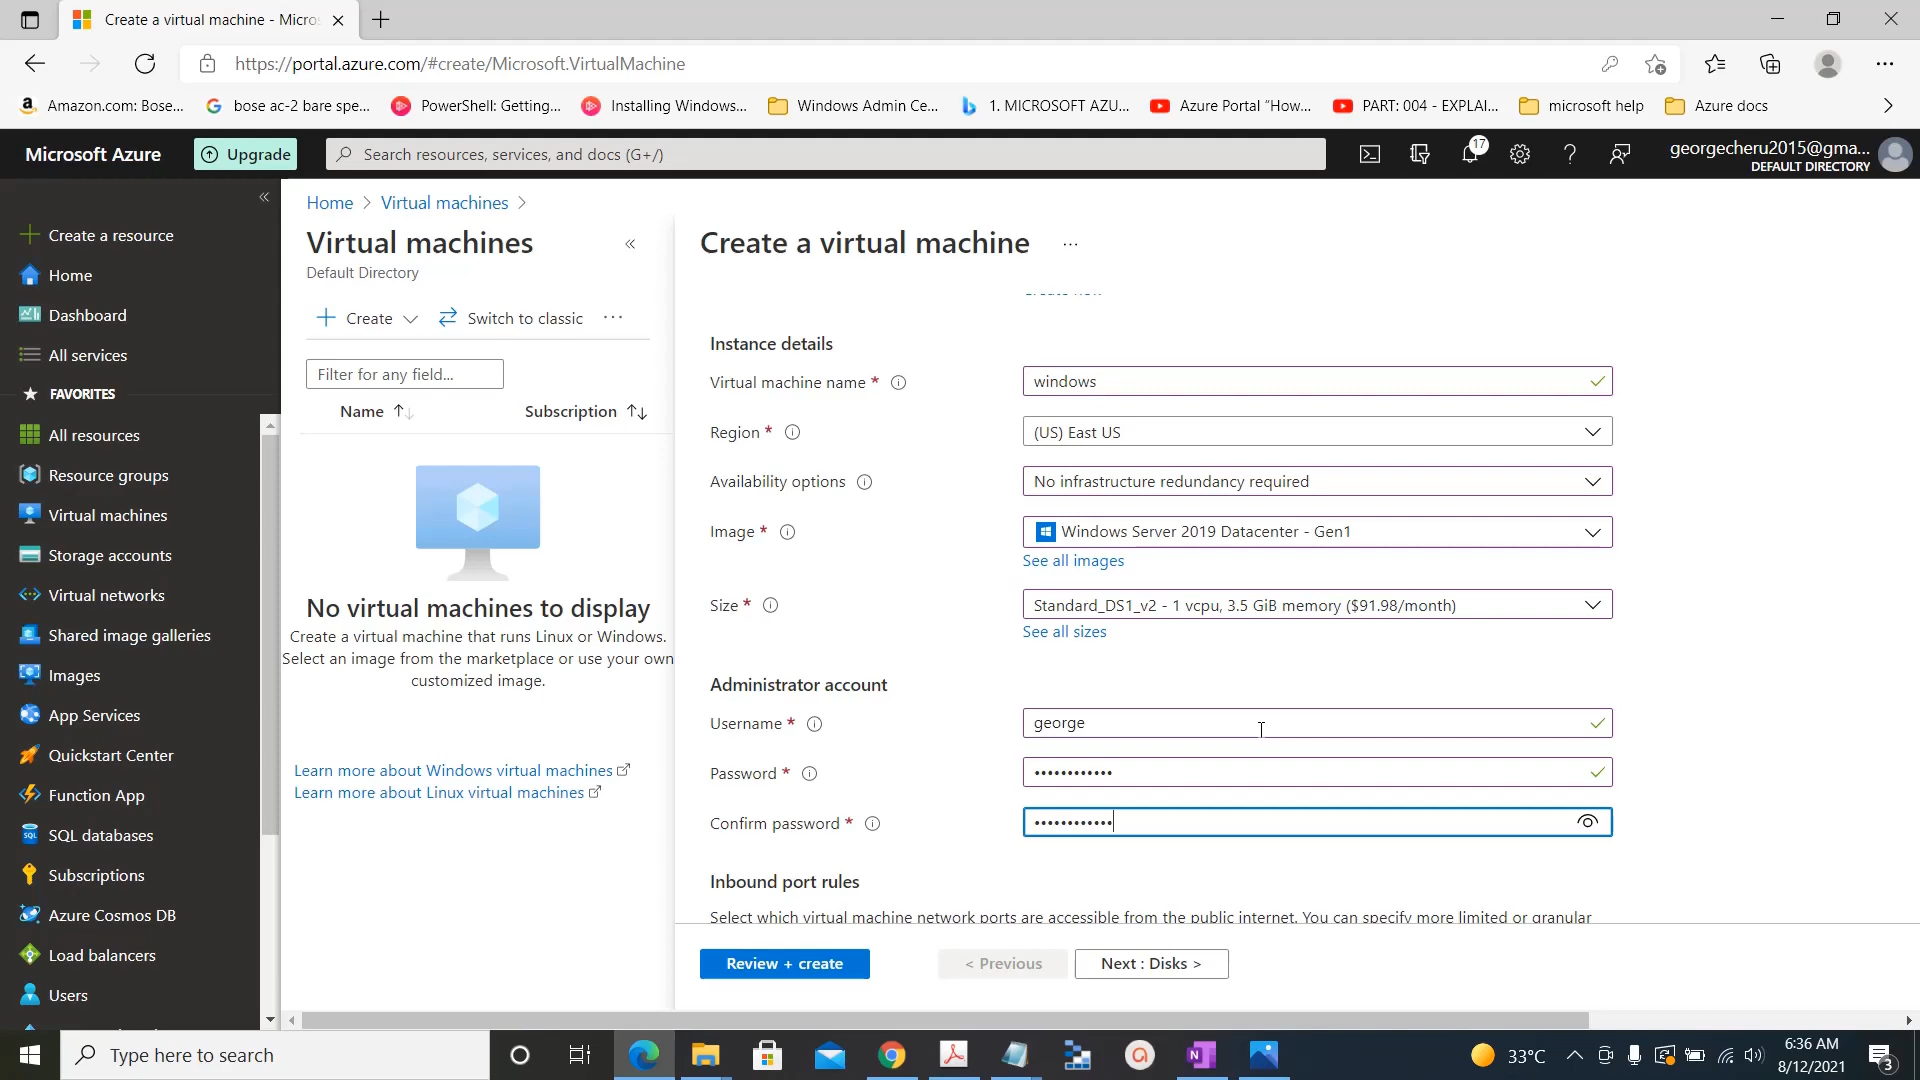 Create a virtual machine - Micros
https://portal.azure.com/#create/Microsoft.VirtualMachine
Amazon.com: Bose...
bose ac-2 bare spe...
PowerShell: Getting...
Installing Windows...
Windows Admin Ce...
1. MICROSOFT AZU...
Azure Portal "How...
PART: 004 - EXPLAI...
microsoft help
Azure docs
Microsoft Azure
Upgrade
Search resources, services, and docs (G+/)
17
georgecheru2015@gma...
DEFAULT DIRECTORY
Create a resource
Home
Dashboard
All services
FAVORITES
All resources
Resource groups
Virtual machines
Storage accounts
Virtual networks
Shared image galleries
Images
App Services
Quickstart Center
Function App
SQL databases
Subscriptions
Azure Cosmos DB
Load balancers
Users
Home > Virtual machines >
Virtual machines
Default Directory
Create
Switch to classic
Filter for any field...
Name
Subscription
No virtual machines to display
Create a virtual machine that runs Linux or Windows.
Select an image from the marketplace or use your own
customized image.
Learn more about Windows virtual machines
Learn more about Linux virtual machines
Create a virtual machine
Instance details
Virtual machine name *
windows
Region *
(US) East US
Availability options
No infrastructure redundancy required
Image *
Windows Server 2019 Datacenter - Gen1
See all images
Size *
Standard_DS1_v2 - 1 vcpu, 3.5 GiB memory ($91.98/month)
See all sizes
Administrator account
Username *
george
Password *
••••••••••••
Confirm password *
••••••••••••
Inbound port rules
Select which virtual machine network ports are accessible from the public internet. You can specify more limited or granular
Review + create
< Previous
Next : Disks >
Type here to search
33°C
6:36 AM
8/12/2021
3